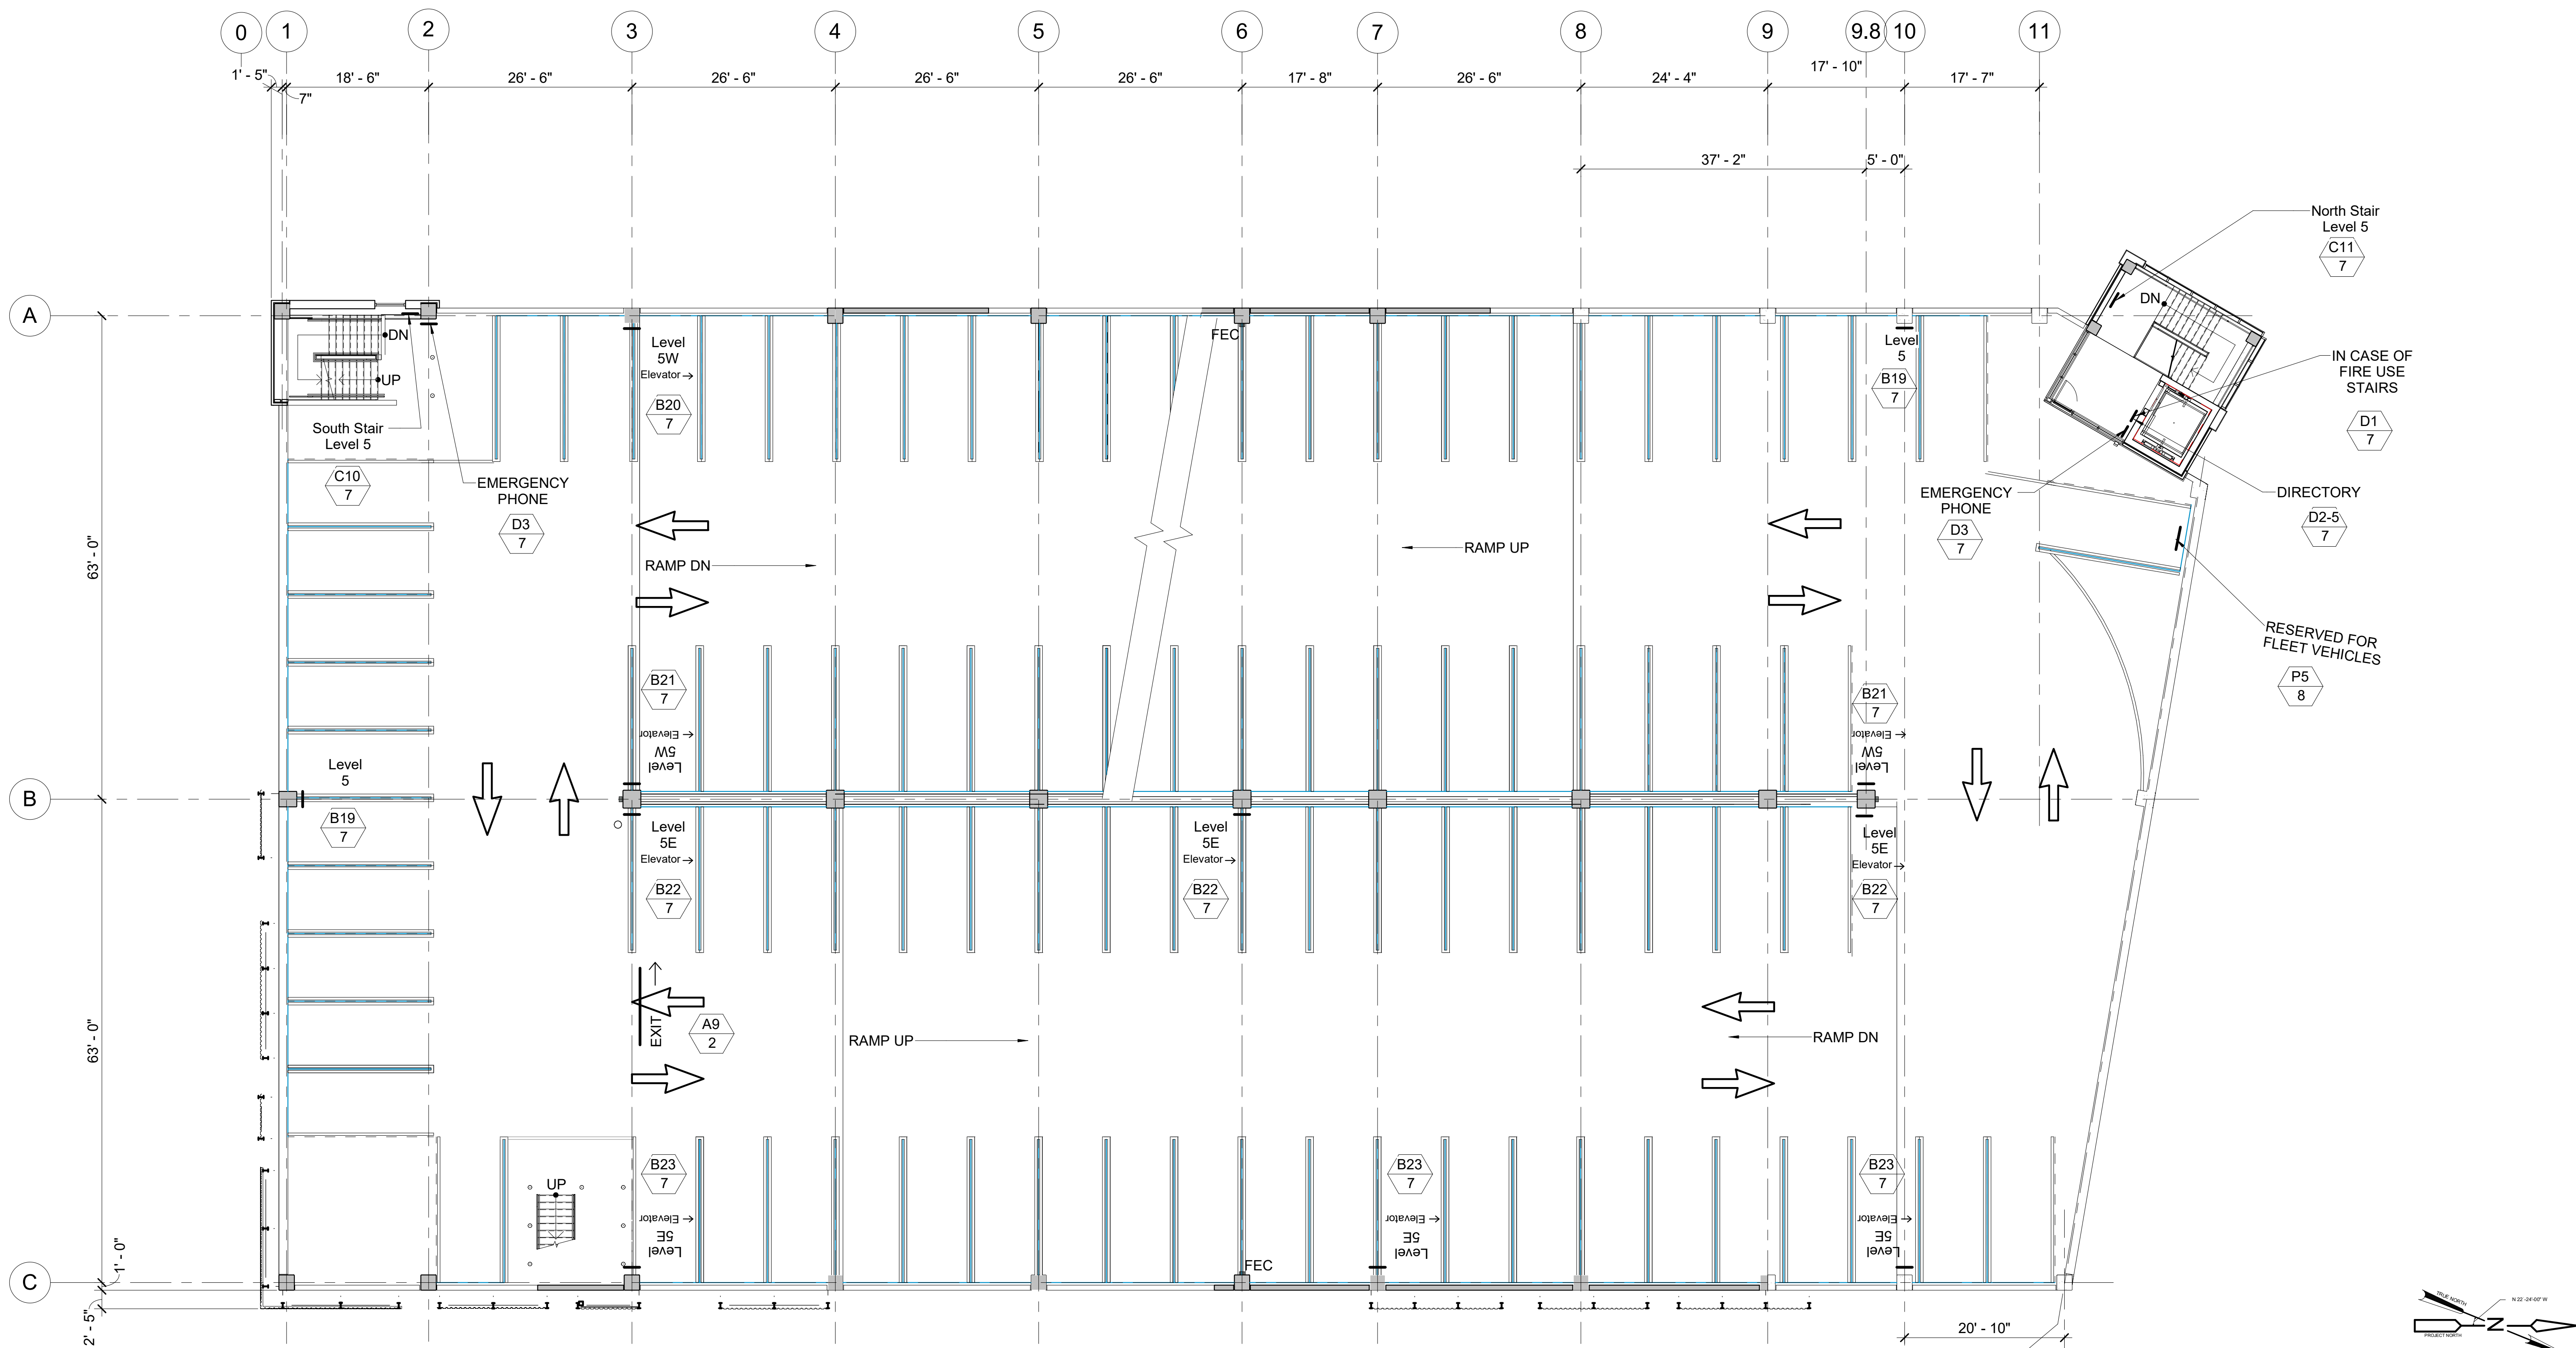 0
1
2
3
4
5
6
7
8
9
9.8
10
11
17' - 10"
1' - 5"
7"
18' - 6"
26' - 6"
26' - 6"
26' - 6"
26' - 6"
17' - 8"
26' - 6"
24' - 4"
17' - 7"
37' - 2"
5' - 0"
North Stair
Level 5
C11
7
A
DN
UP
South Stair
Level 5
C10
7
EMERGENCY
PHONE
D3
7
Level
5W
Elevator
B20
7
FEC
Level
5
B19
7
DN
IN CASE OF
FIRE USE
STAIRS
D1
7
EMERGENCY
PHONE
D3
7
DIRECTORY
D2-5
7
63' - 0"
RAMP DN
RAMP UP
RESERVED FOR
FLEET VEHICLES
P5
8
B21
7
Elevator
5W
Level
B21
7
Elevator
5W
Level
B
Level
5
B19
7
Level
5E
Elevator
B22
7
Level
5E
Elevator
B22
7
Level
5E
Elevator
B22
7
63' - 0"
EXIT
A9
2
RAMP UP
RAMP DN
UP
B23
7
Elevator
5E
Level
B23
7
Elevator
5E
Level
B23
7
Elevator
5E
Level
FEC
C
1' - 0"
2' - 5"
20' - 10"
TRUE NORTH
N 22 -24'-00" W
PROJECT NORTH
N